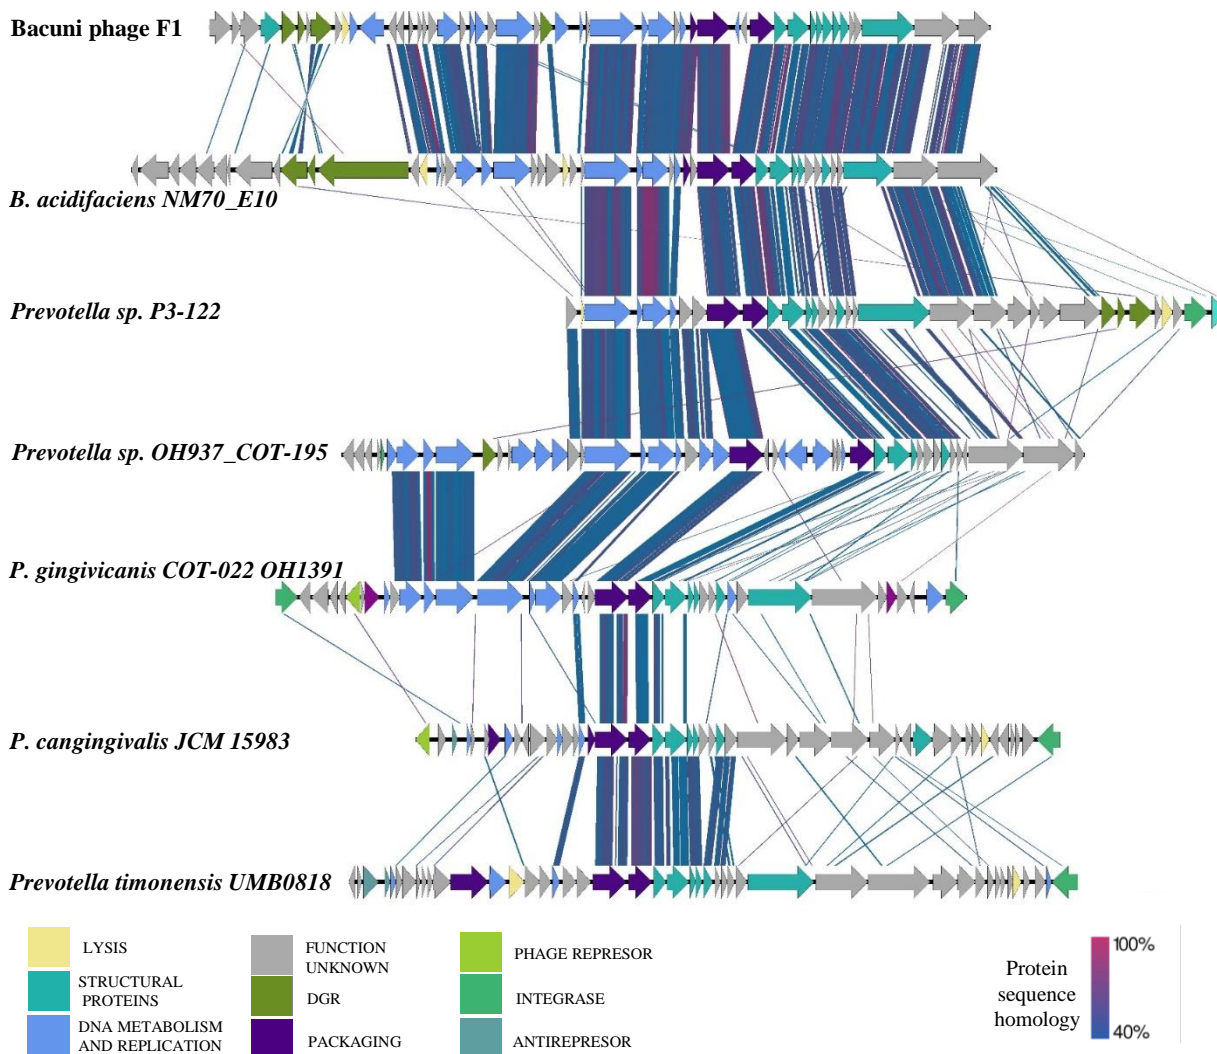 Bacuni phage F1
B. acidifaciens NM70_E10
Prevotella sp. P3-122
Prevotella sp. OH937_COT-195
P. gingivicanis COT-022 OH1391
P. cangingivalis JCM 15983
Prevotella timonensis UMB0818
LYSIS
STRUCTURAL
PROTEINS
DNA METABOLISM
AND REPLICATION
FUNCTION
UNKNOWN
DGR
PACKAGING
PHAGE REPRESOR
INTEGRASE
ANTIREPRESOR
Protein
sequence
homology
100%
40%